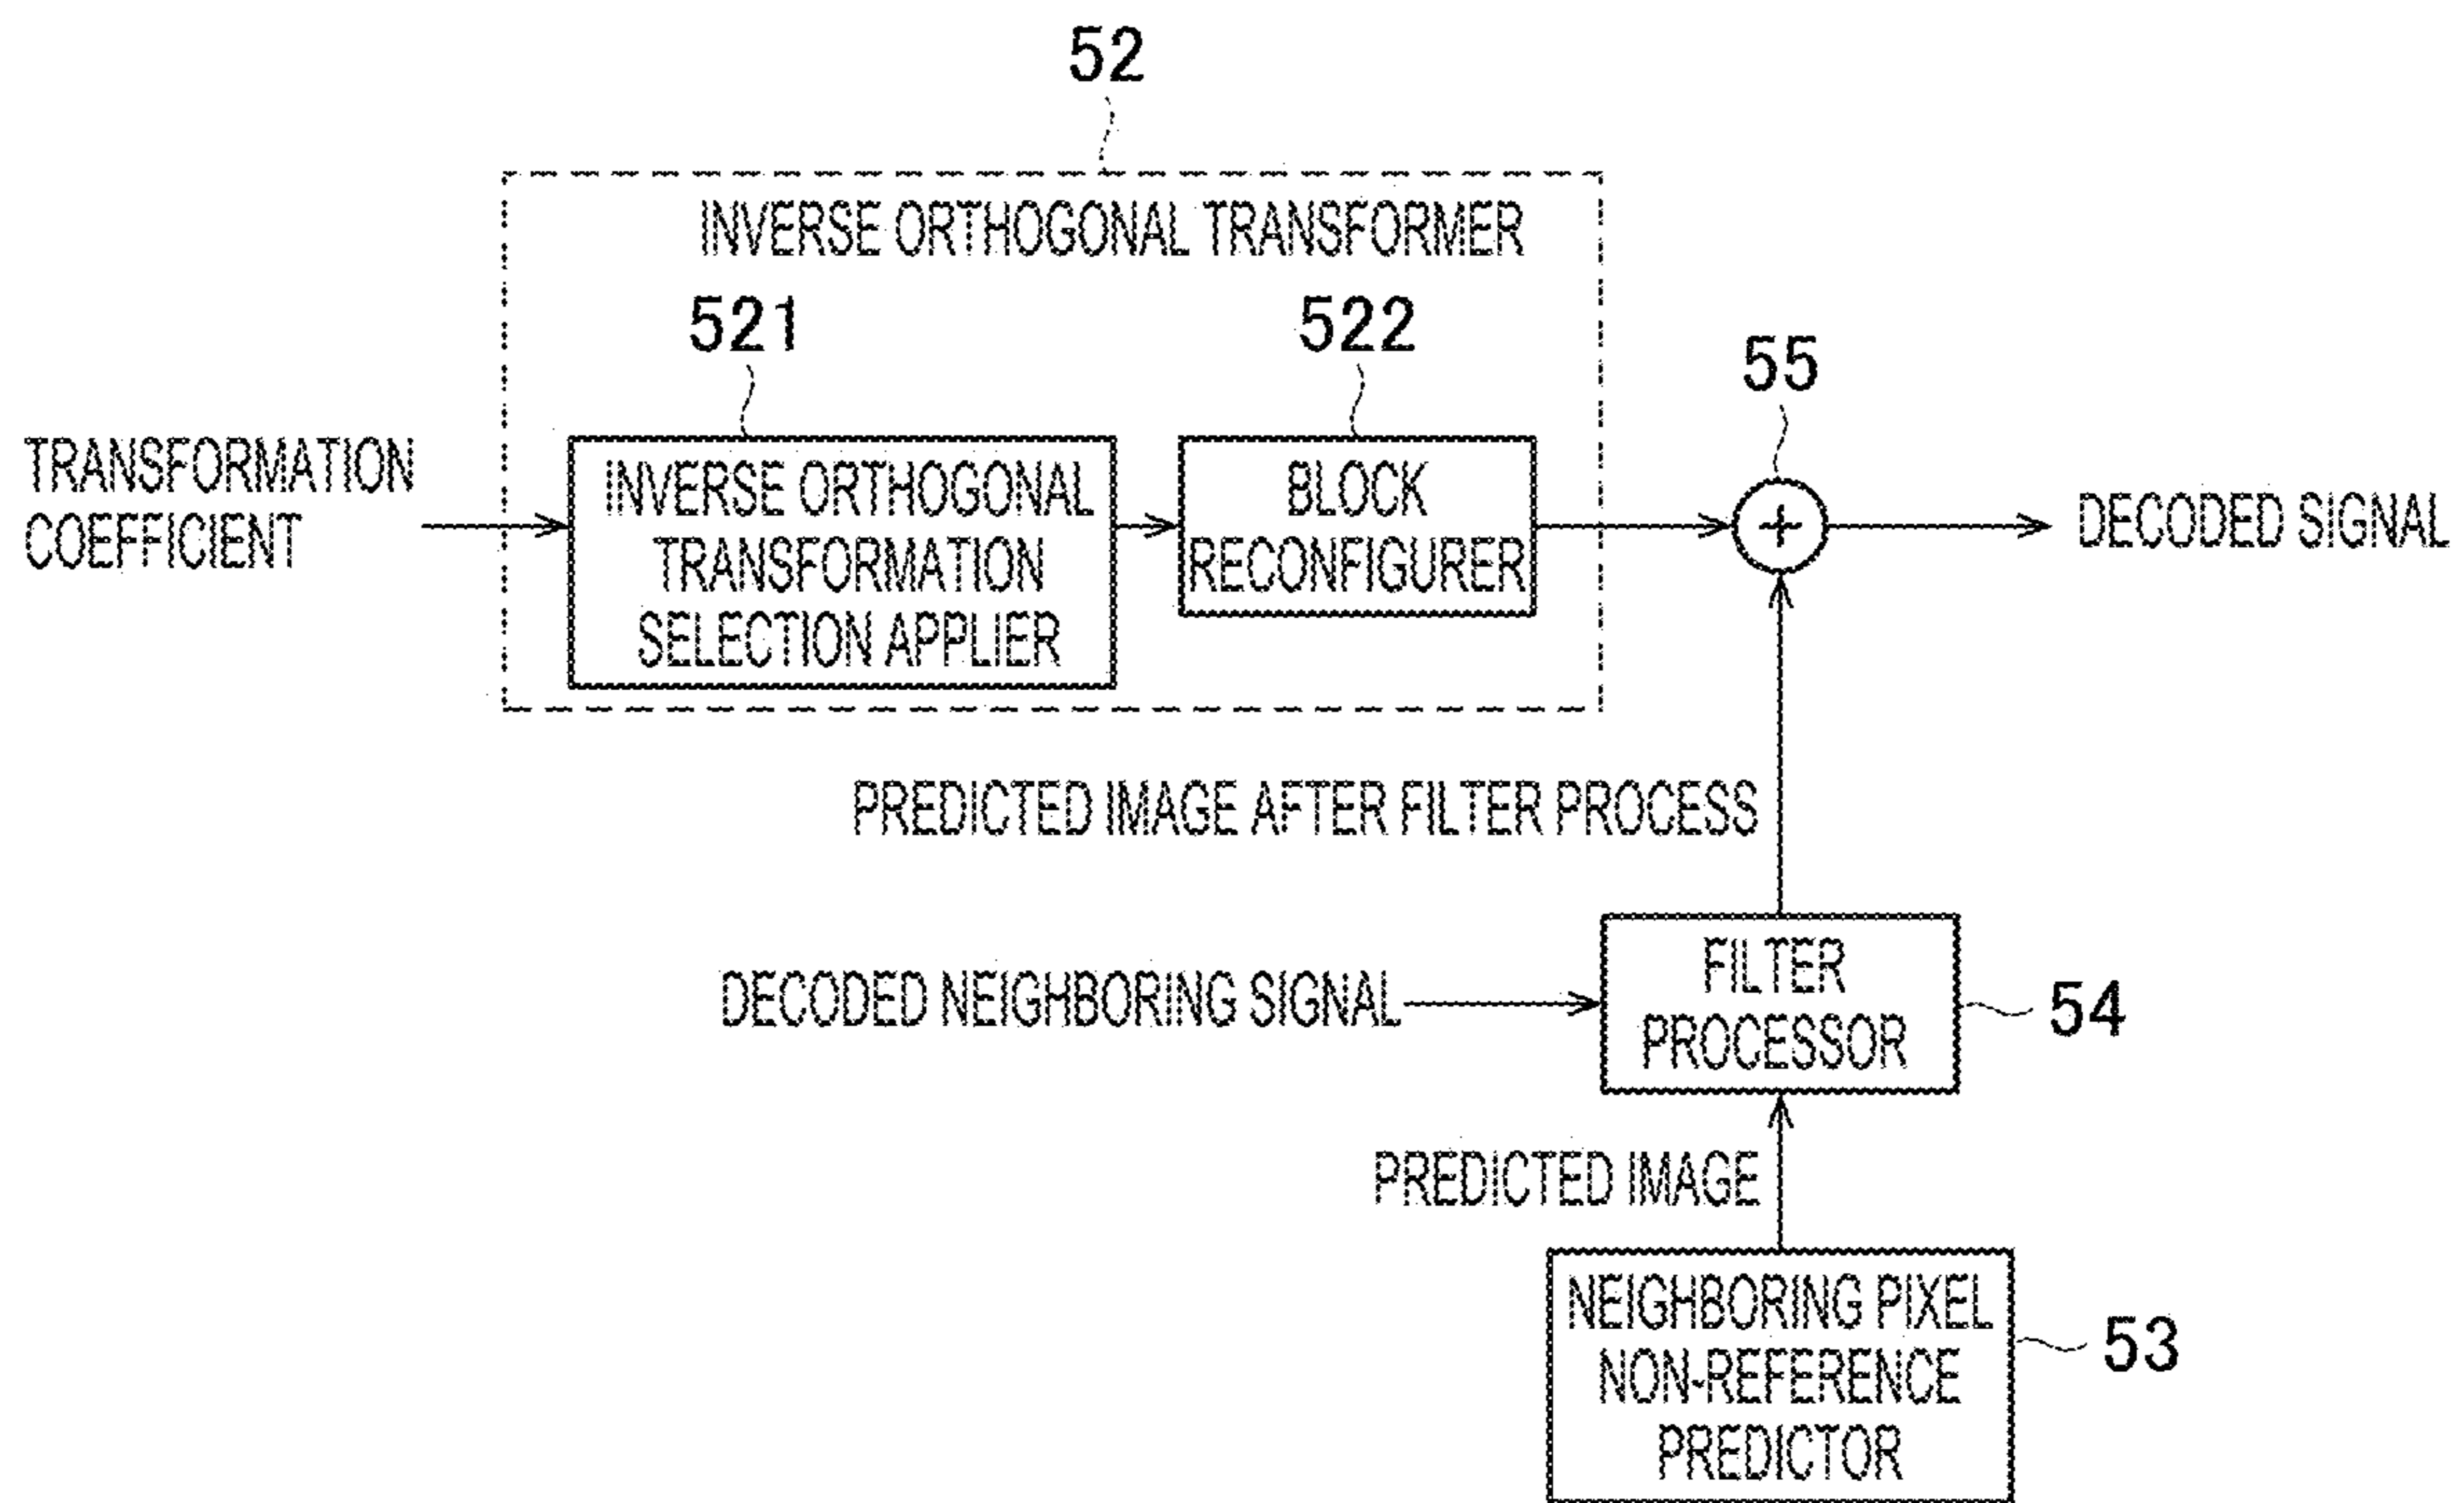 52
INVERSE ORTHOGONAL TRANSFORMER
521
522
55
TRANSFORMATION
COEFFICIENT
INVERSE ORTHOGONAL
TRANSFORMATION
SELECTION APPLIER
BLOCK
RECONFIGURER
+
DECODED SIGNAL
PREDICTED IMAGE AFTER FILTER PROCESS
DECODED NEIGHBORING SIGNAL
FILTER
PROCESSOR
54
PREDICTED IMAGE
NEIGHBORING PIXEL
NON-REFERENCE
PREDICTOR
53